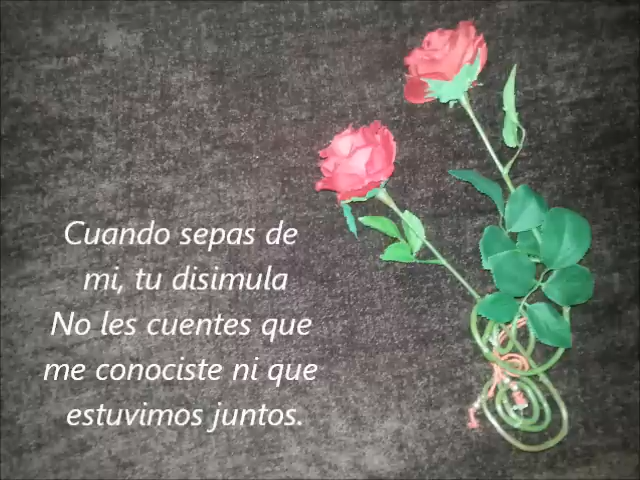 Cuando sepas de
mi, tu disimula
No les cuentes que
me conociste ni que
estuvimos juntos.